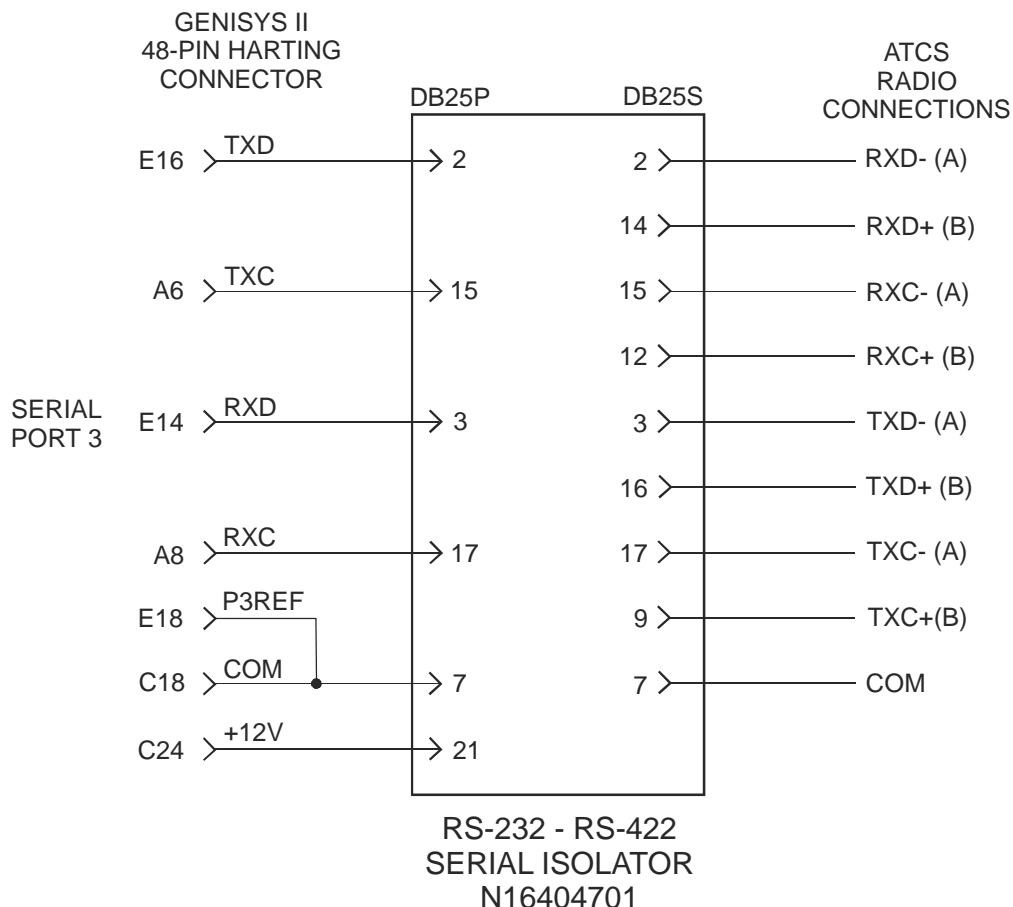 GENISYS II
48-PIN HARTING
CONNECTOR
ATCS
RADIO
CONNECTIONS
DB25P
DB25S
E16 TXD 2 2 RXD- (A)
14 RXD+ (B)
A6 TXC 15 15 RXC- (A)
12 RXC+ (B)
SERIAL
PORT 3
E14 RXD 3 3 TXD- (A)
16 TXD+ (B)
A8 RXC 17 17 TXC- (A)
E18 P3REF 9 TXC+(B)
C18 COM 7 7 COM
C24 +12V 21
RS-232 - RS-422
SERIAL ISOLATOR
N16404701